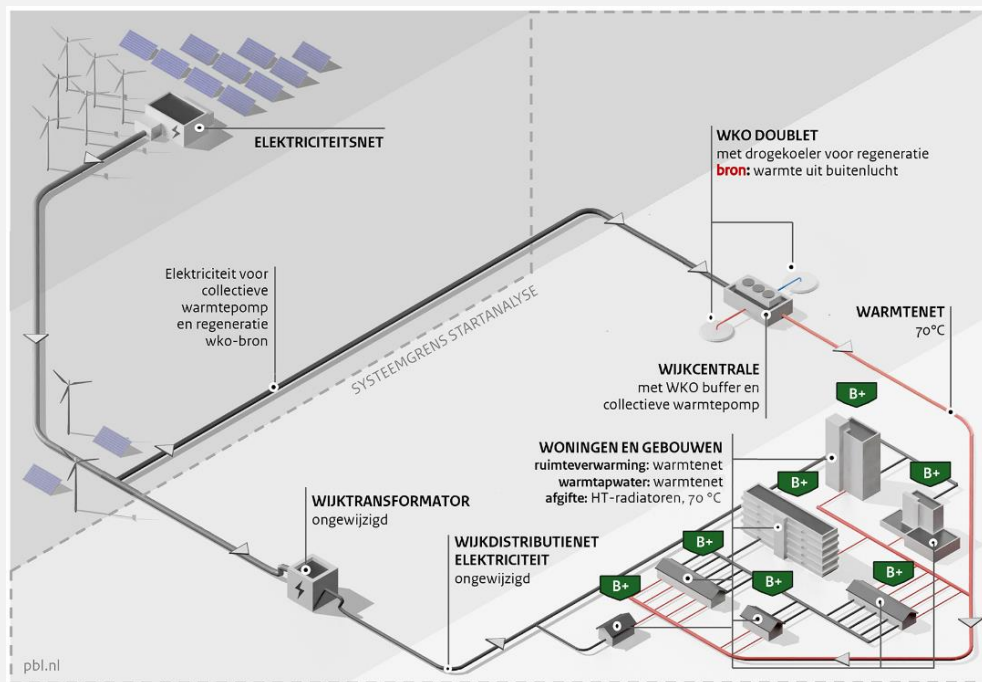 ELEKTRICITEITSNET
WKO DOUBLET
met drogekoeler voor regeneratie
bron: warmte uit buitenlucht
Elektriciteit voor
collectieve
warmtepomp
en regeneratie
wko-bron
SYSTEEMGRENS STARTANALYSE
WARMTENET
70°C
WIJKCENTRALE
met WKO buffer en
collectieve warmtepomp
B+
WONINGEN EN GEBOUWEN
ruimteverwarming: warmtenet
warmtapwater: warmtenet
afgifte: HT-radiatoren, 70 °C
B+
B+
WIJKTRANSFORMATOR
ongewijzigd
WIJKDISTRIBUTIENET
ELEKTRICITEIT
ongewijzigd
B+
B+
B+
B+
pbl.nl